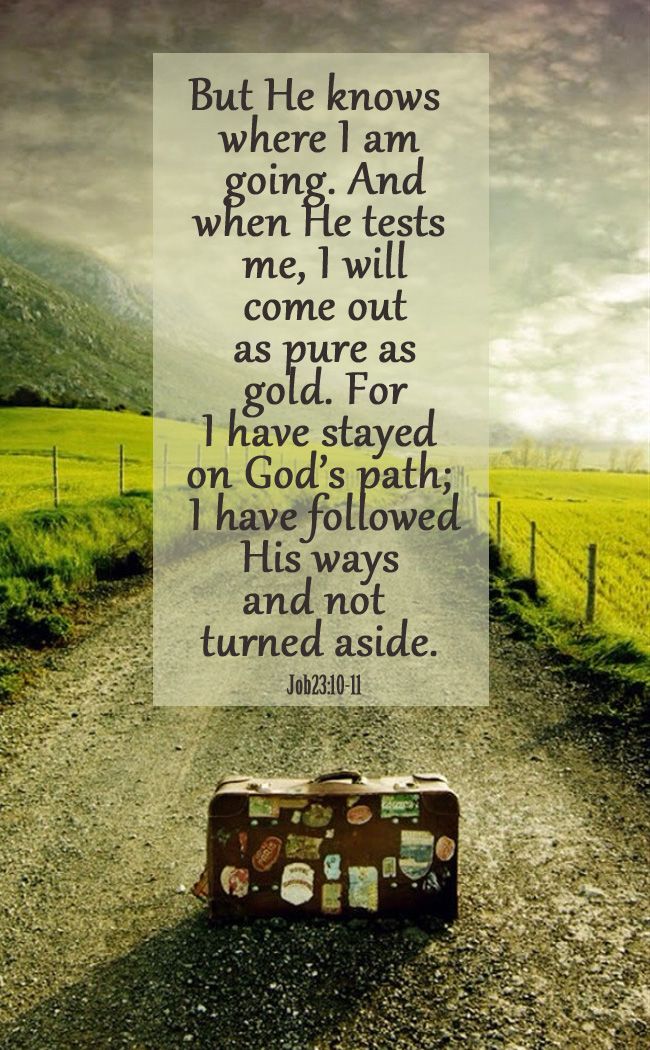 But He knows
where I am
going. And
when He tests
me, I will
come out
as pure as
gold. For
I have stayed
on God's path;
I have followed
His ways
and not
turned aside.
Job23:10-11